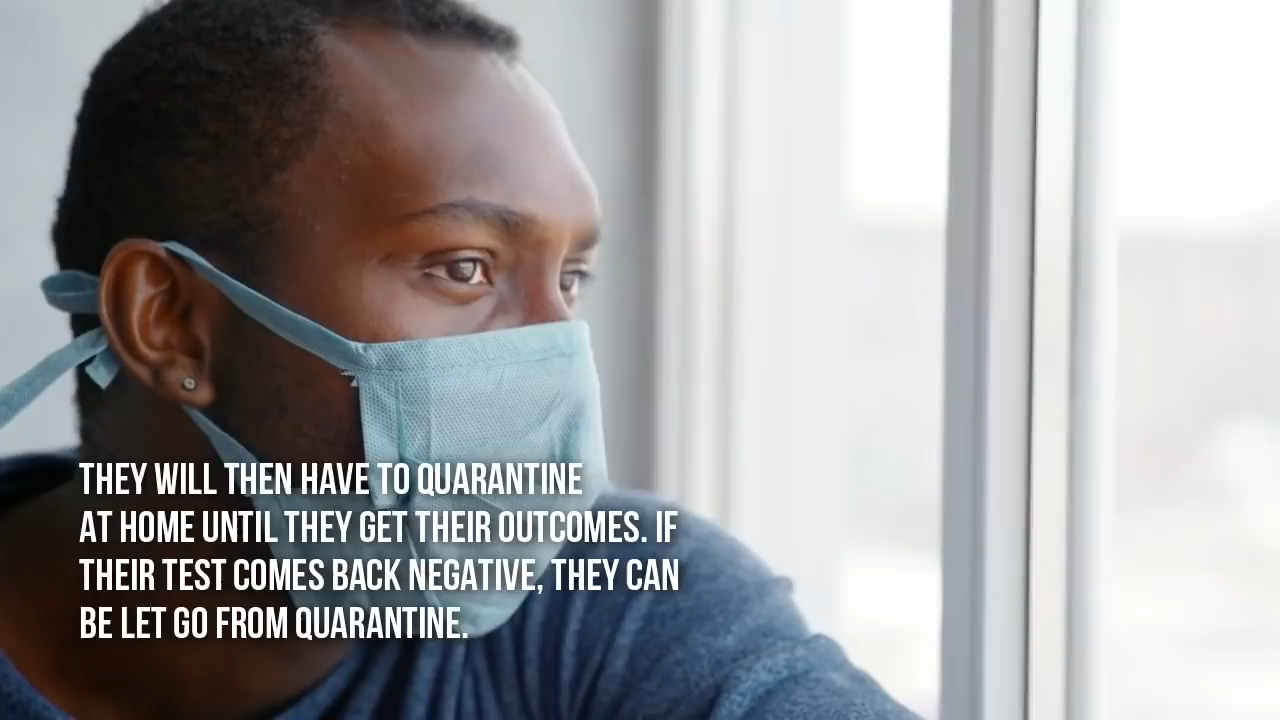 THEY WILL THEN HAVE TO QUARANTINE
AT HOME UNTIL THEY GET THEIR OUTCOMES. IF
THEIR TEST COMES BACK NEGATIVE, THEY CAN
BE LET GO FROM QUARANTINE.